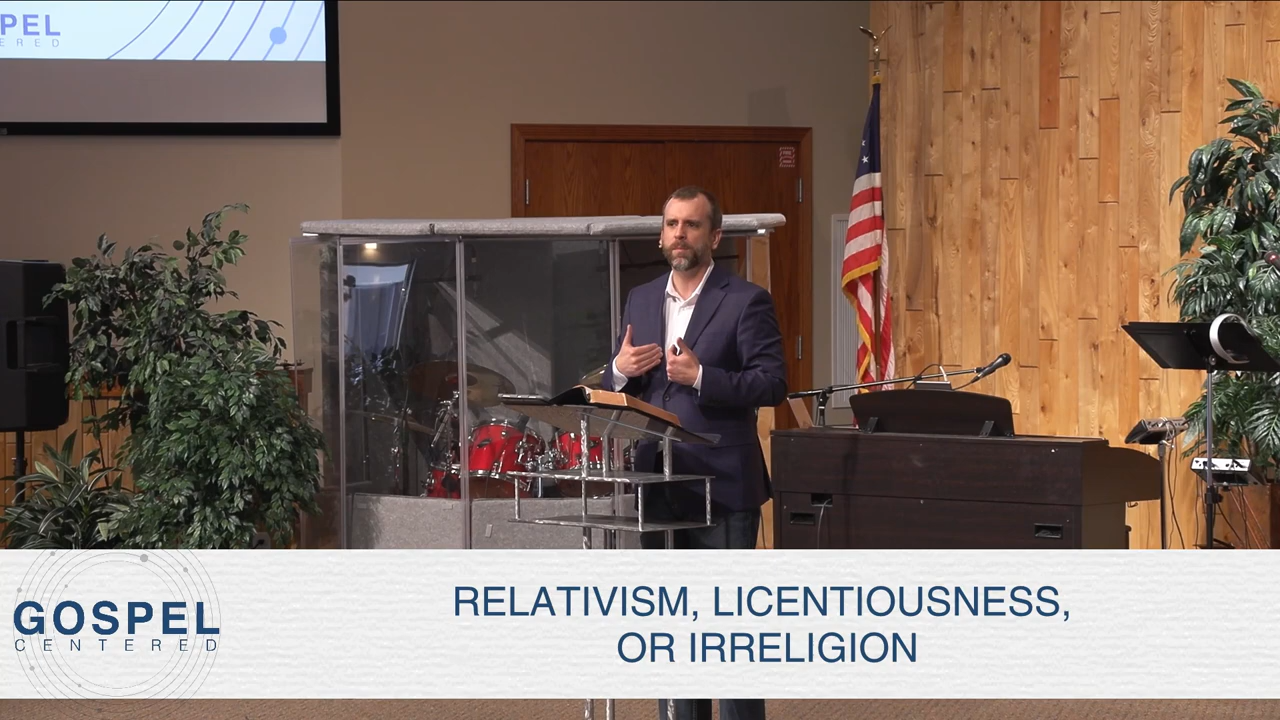 PEL
ERED
GOSPEL
CENTERED
RELATIVISM, LICENTIOUSNESS,
OR IRRELIGION